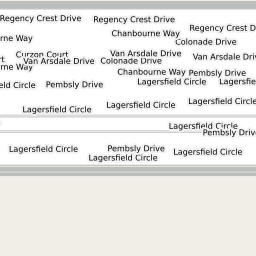 Regency Crest Drive
Regency Crest Drive
Regency Crest D
Chanbourne Way
rne Way
Colonade Drive
Curzon Court
Van Arsdale Drive
Van Arsdale Drive
Colonade Drive
Van Arsdale Driv
rt
rne Way
Chanbourne Way
Pembsly Drive
eld Circle
Pembsly Drive
Lagersfield Circle
Lagersfie
Lagersfield Circle
Lagersfield Circle
Lagersfield Circle
Lagersfield Circle
Pembsly Drive
Lagersfield Circle
Pembsly Drive
Lagersfield Circle
Lagersfield Circle